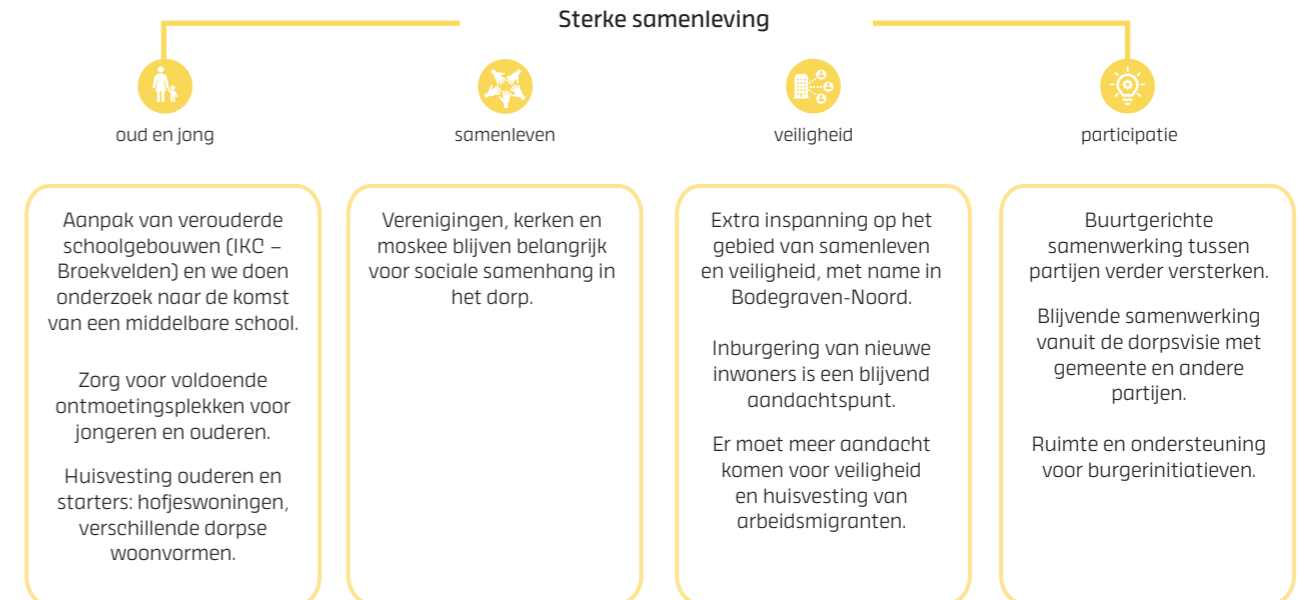 Sterke samenleving
oud en jong
samenleven
veiligheid
participatie
Aanpak van verouderde
schoolgebouwen (IKC –
Broekvelden) en we doen
onderzoek naar de komst
van een middelbare school.
Zorg voor voldoende
ontmoetingsplekken voor
jongeren en ouderen.
Huisvesting ouderen en
starters: hofjeswoningen,
verschillende dorpse
woonvormen.
Verenigingen, kerken en
moskee blijven belangrijk
voor sociale samenhang in
het dorp.
Extra inspanning op het
gebied van samenleven
en veiligheid, met name in
Bodegraven-Noord.
Inburgering van nieuwe
inwoners is een blijvend
aandachtspunt.
Er moet meer aandacht
komen voor veiligheid
en huisvesting van
arbeidsmigranten.
Buurtgerichte
samenwerking tussen
partijen verder versterken.
Blijvende samenwerking
vanuit de dorpsvisie met
gemeente en andere
partijen.
Ruimte en ondersteuning
voor burgerinitiatieven.